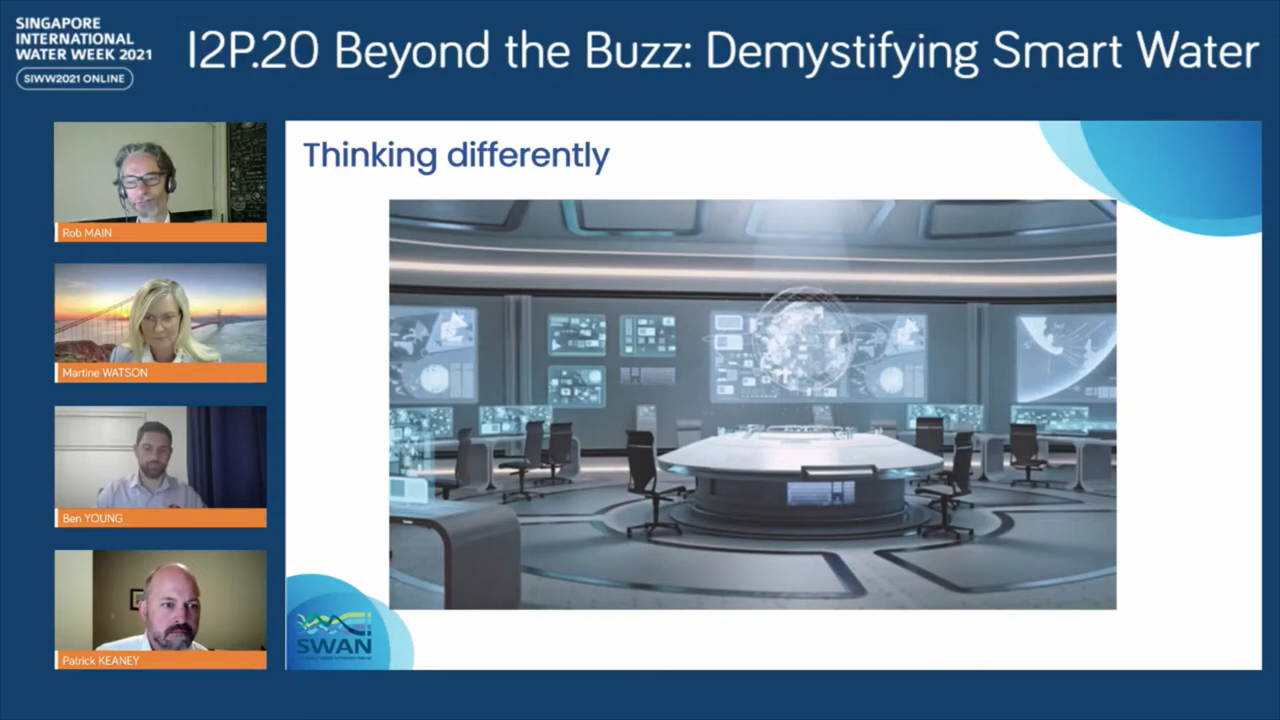 SINGAPORE
INTERNATIONAL
WATER WEEK 2021
SIWW2021 ONLINE
I2P.20 Beyond the Buzz: Demystifying Smart Water
Rob MAIN
Martine WATSON
Ben YOUNG
Patrick KEANEY
Thinking differently
SWAN